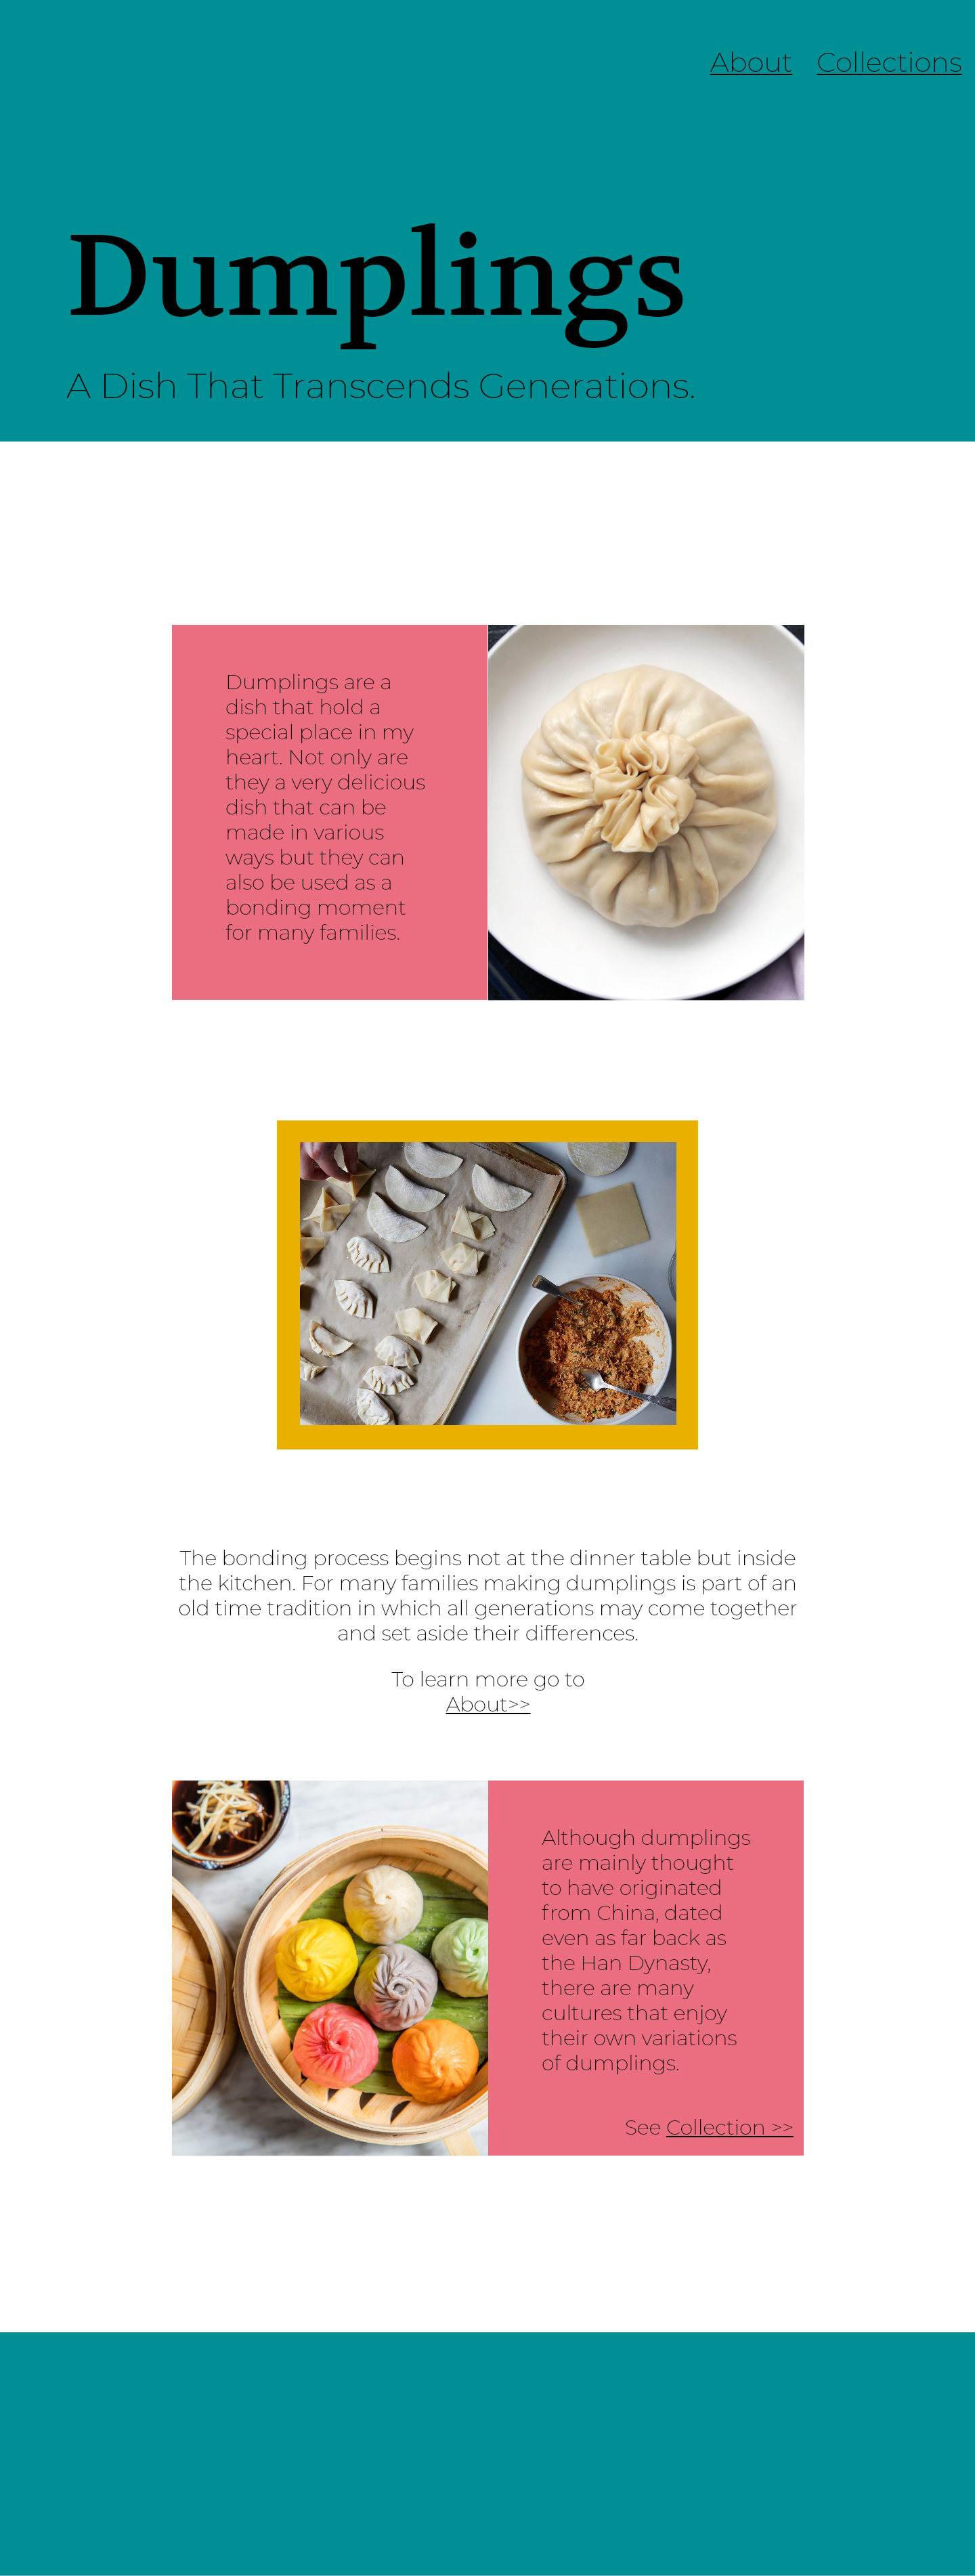 About Collections
Dumplings
A Dish That Transcends Generations.
Dumplings are a
dish that hold a
special place in my
heart. Not only are
they a very delicious
dish that can be
made in various
ways but they can
also be used as a
bonding moment
for many families.
The bonding process begins not at the dinner table but inside
the kitchen. For many families making dumplings is part of an
old time tradition in which all generations may come together
and set aside their differences.
To learn more go to
About>>
Although dumplings
are mainly thought
to have originated
from China, dated
even as far back as
the Han Dynasty,
there are many
cultures that enjoy
their own variations
of dumplings.
See Collection >>